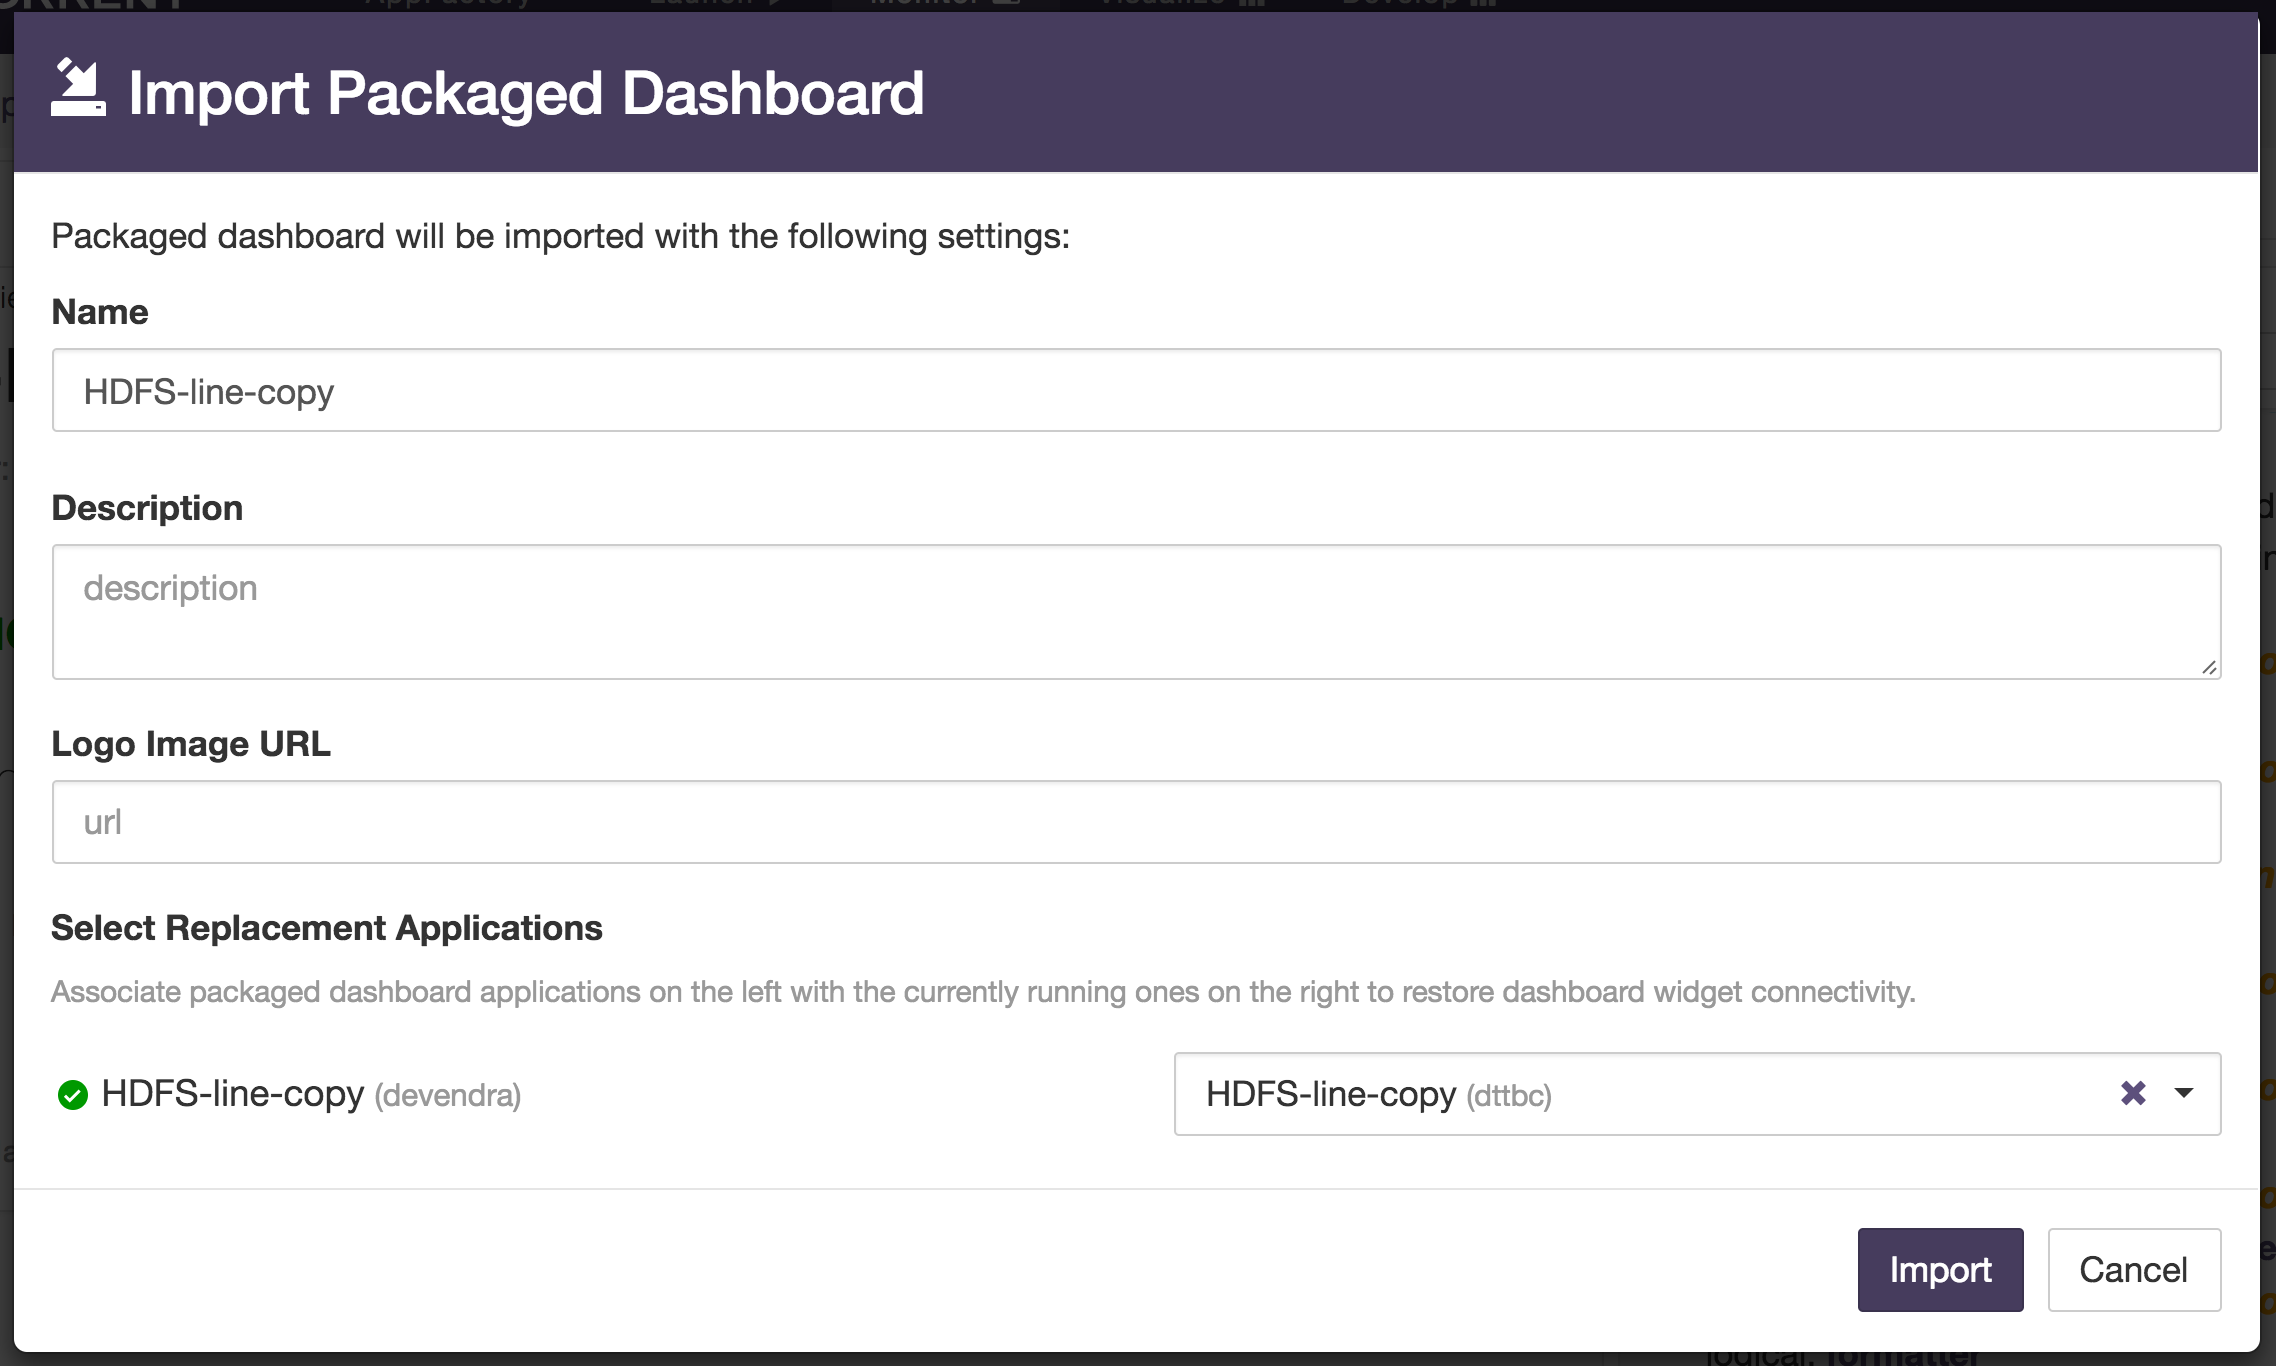 Import Packaged Dashboard
Packaged dashboard will be imported with the following settings:
Name
HDFS-line-copy
Description
description
Logo Image URL
url
Select Replacement Applications
Associate packaged dashboard applications on the left with the currently running ones on the right to restore dashboard widget connectivity.
HDFS-line-copy (devendra)
HDFS-line-copy (dttbc)
Import
Cancel